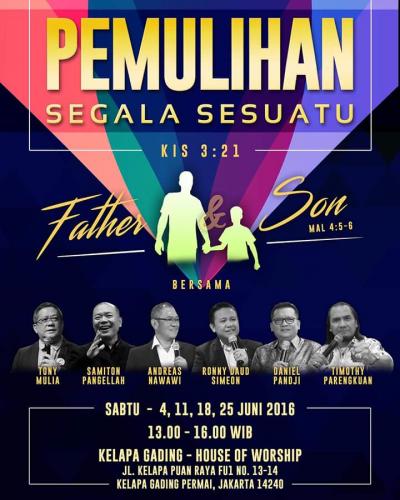 PEMULIHAN
SEGALA SESUATU
KIS 3:21
Father & Son
MAL 4:5-6
BERSAMA
TONY MULIA
SAMITON PANGELLAH
ANDREAS NAWAWI
RONNY DAUD SIMEON
DANIEL PANDJI
TIMOTHY PARENGKUAN
SABTU - 4, 11, 18, 25 JUNI 2016
13.00 - 16.00 WIB
KELAPA GADING - HOUSE OF WORSHIP
JL. KELAPA PUAN RAYA FU1 NO. 13-14
KELAPA GADING PERMAI, JAKARTA 14240